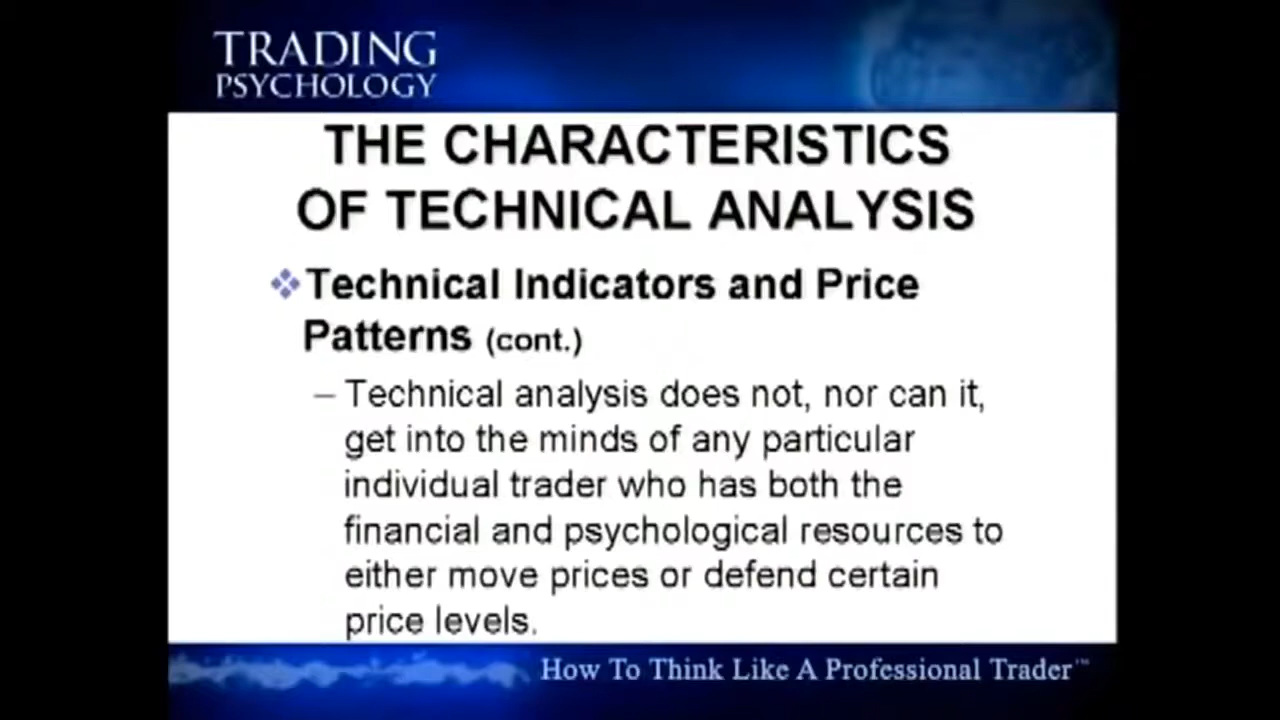 TRADING
PSYCHOLOGY
THE CHARACTERISTICS
OF TECHNICAL ANALYSIS
❖Technical Indicators and Price
Patterns (cont.)
– Technical analysis does not, nor can it,
get into the minds of any particular
individual trader who has both the
financial and psychological resources to
either move prices or defend certain
price levels.
How To Think Like A Professional Trader™